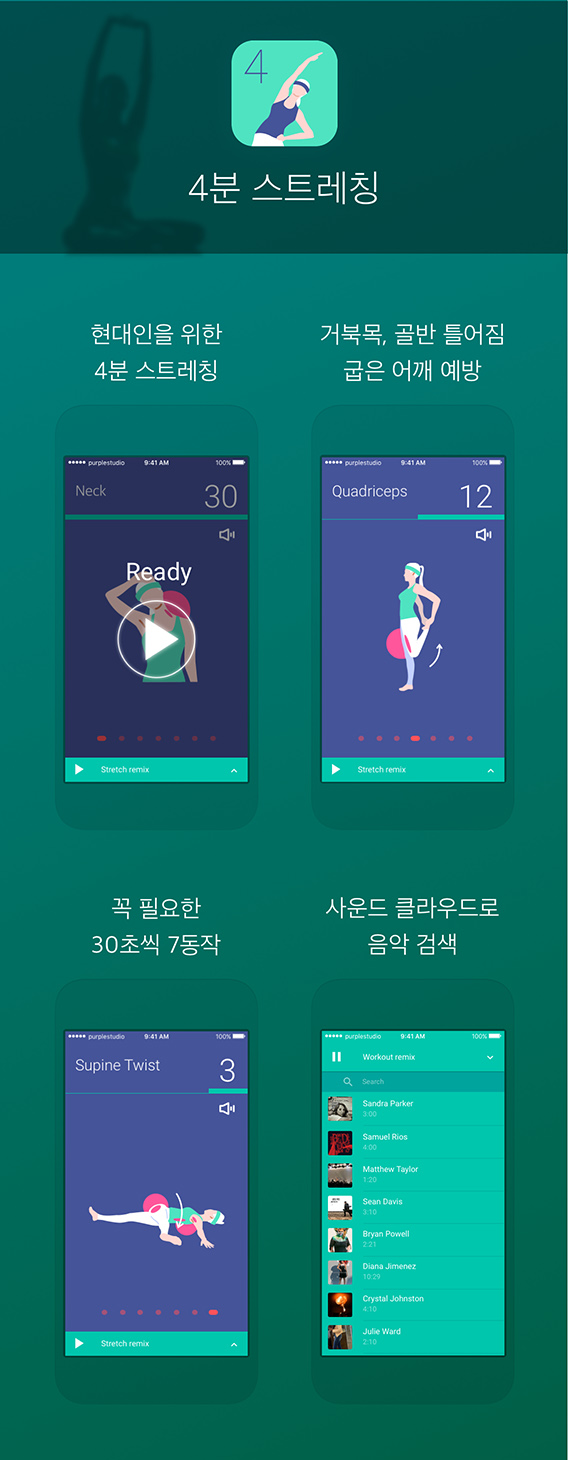 4
4분 스트레칭
현대인을 위한
4분 스트레칭
거북목, 골반 틀어짐
굽은 어깨 예방
purplestudio 9:41 AM 100%
Neck 30
Ready
Stretch remix
purplestudio 9:41 AM 100%
Quadriceps 12
Stretch remix
꼭 필요한
30초씩 7동작
사운드 클라우드로
음악 검색
purplestudio 9:41 AM 100%
Supine Twist 3
Stretch remix
purplestudio 9:41 AM 100%
Workout remix
Search
Sandra Parker
3:00
Samuel Rios
4:00
Matthew Taylor
1:20
Sean Davis
3:10
Bryan Powell
2:21
Diana Jimenez
10:29
Crystal Johnston
4:10
Julie Ward
2:10